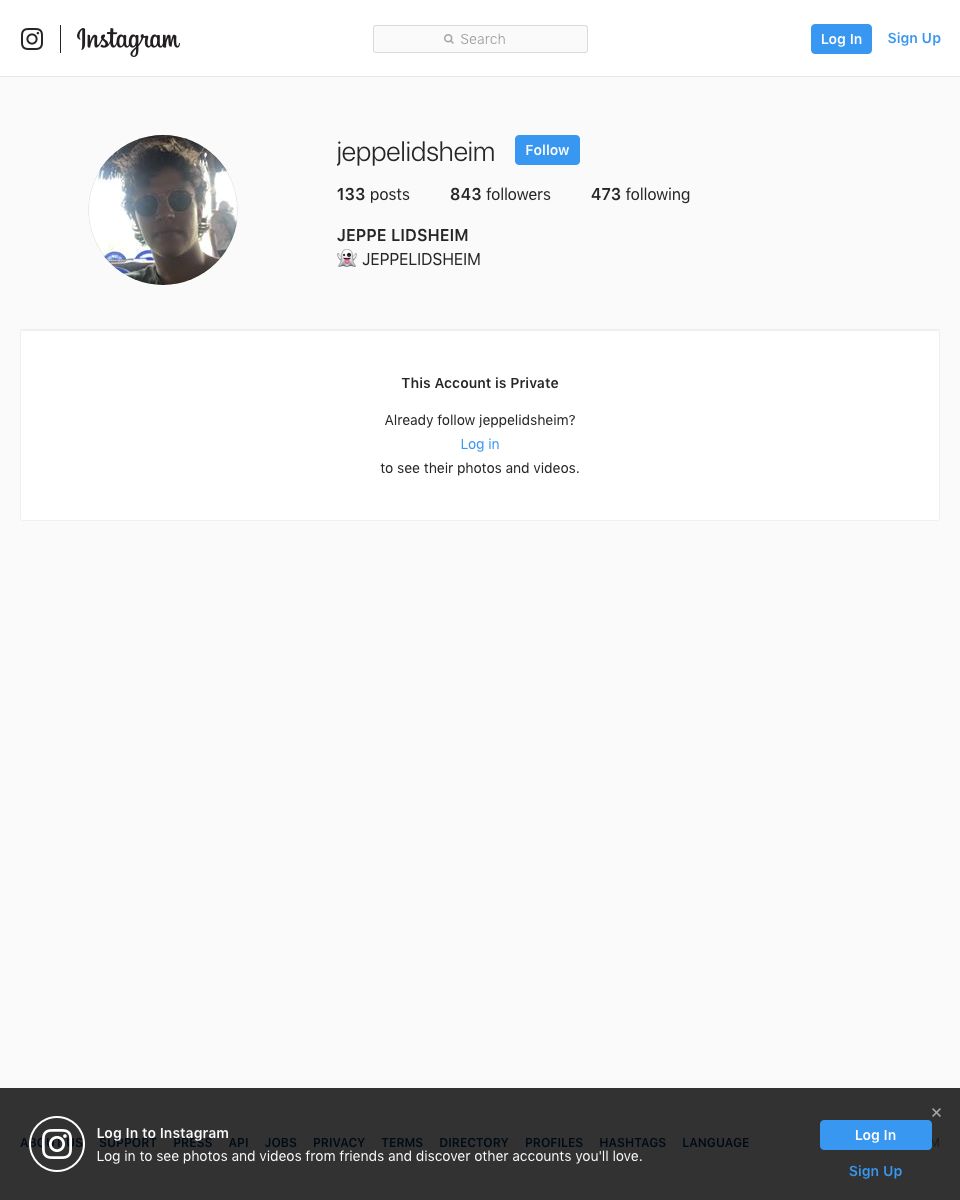 Instagram
Search
Log In
Sign Up
jeppelidsheim
Follow
133 posts
843 followers
473 following
JEPPE LIDSHEIM
👻 JEPPELIDSHEIM
This Account is Private
Already follow jeppelidsheim?
Log in
to see their photos and videos.
Log In to Instagram
Log in to see photos and videos from friends and discover other accounts you'll love.
SUPPORT
PRESS
API
JOBS
PRIVACY
TERMS
DIRECTORY
PROFILES
HASHTAGS
LANGUAGE
×
Log In
Sign Up